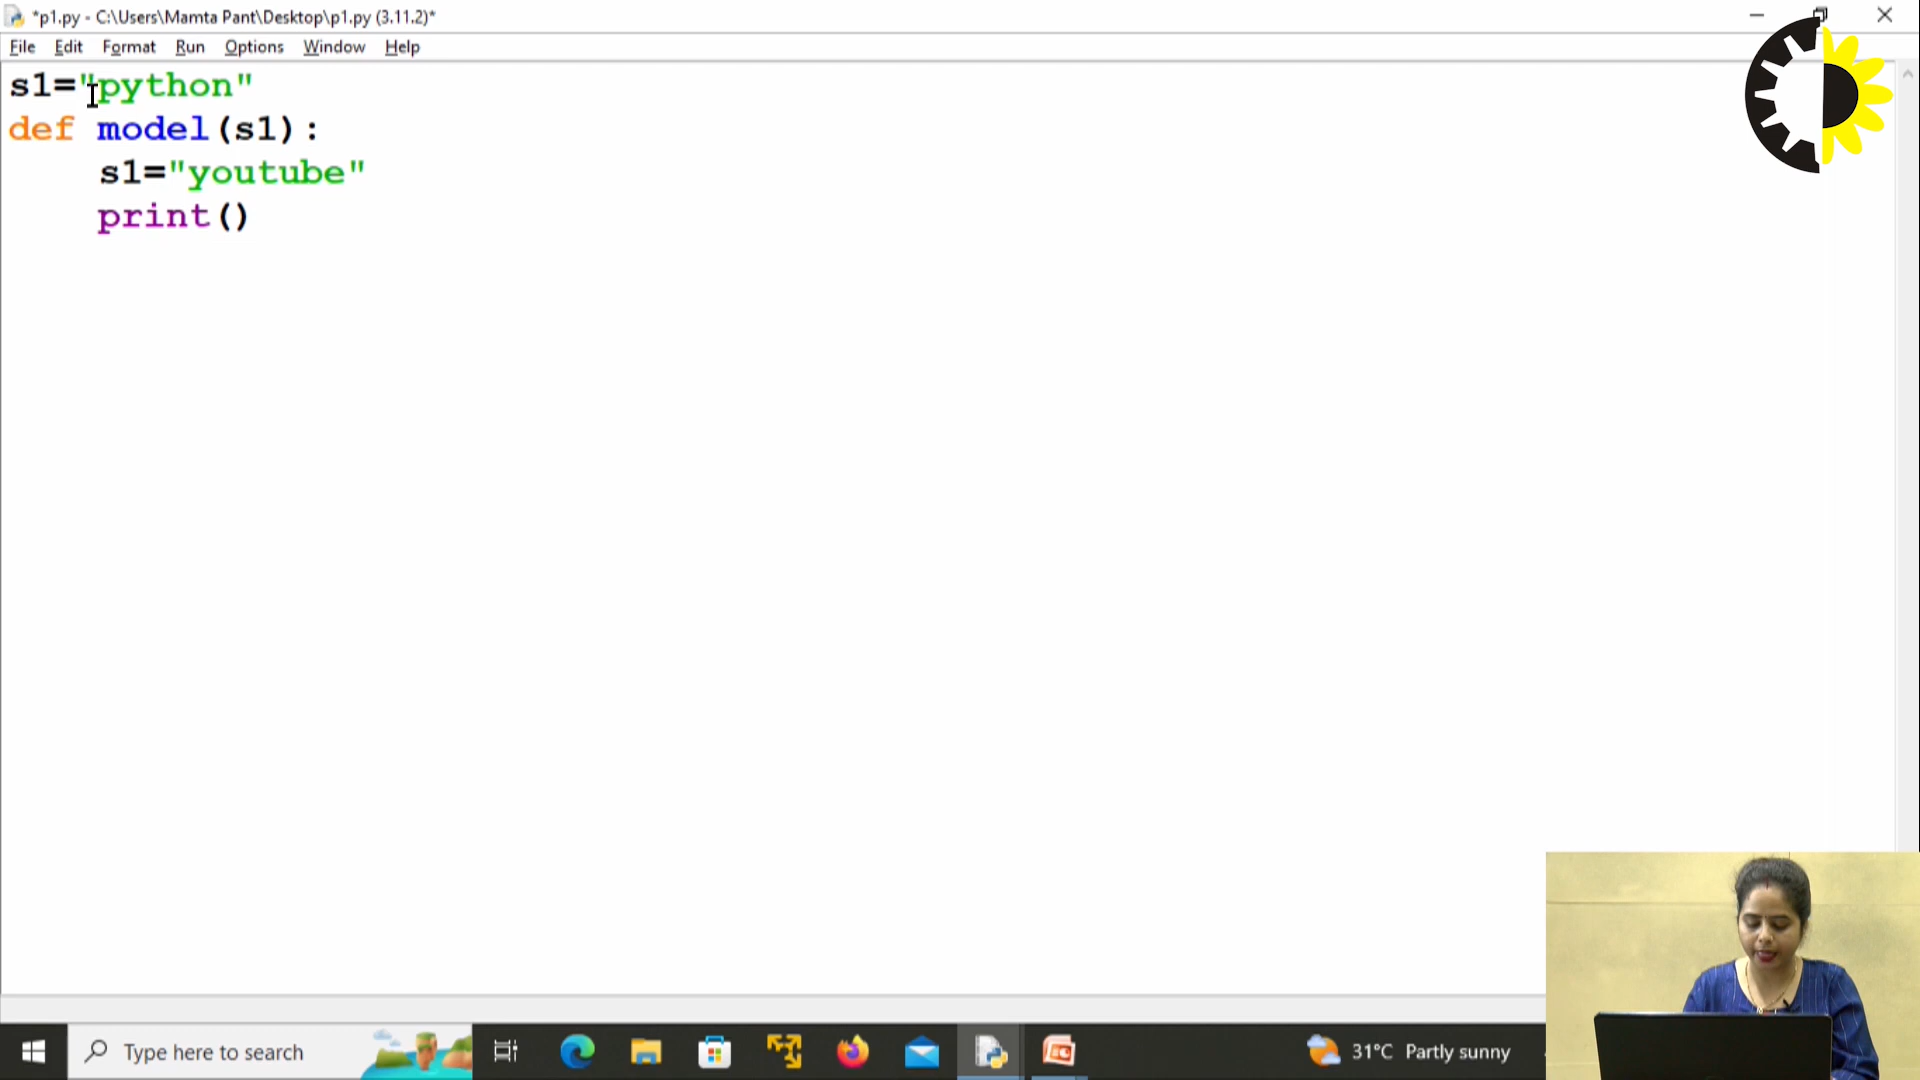 *p1.py - C:\Users\Mamta Pant\Desktop\p1.py (3.11.2)*
File Edit Format Run Options Window Help
s1="python"
def model(s1):
    s1="youtube"
    print()
Type here to search
31°C Partly sunny